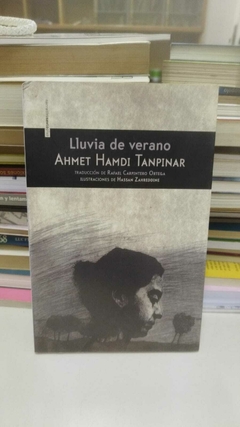 Lluvia de verano
AHMET HAMDI TANPINAR
TRADUCCIÓN DE RAFAEL CARPINTERO ORTEGA
ILUSTRACIONES DE HASSAN ZAHREDDINE